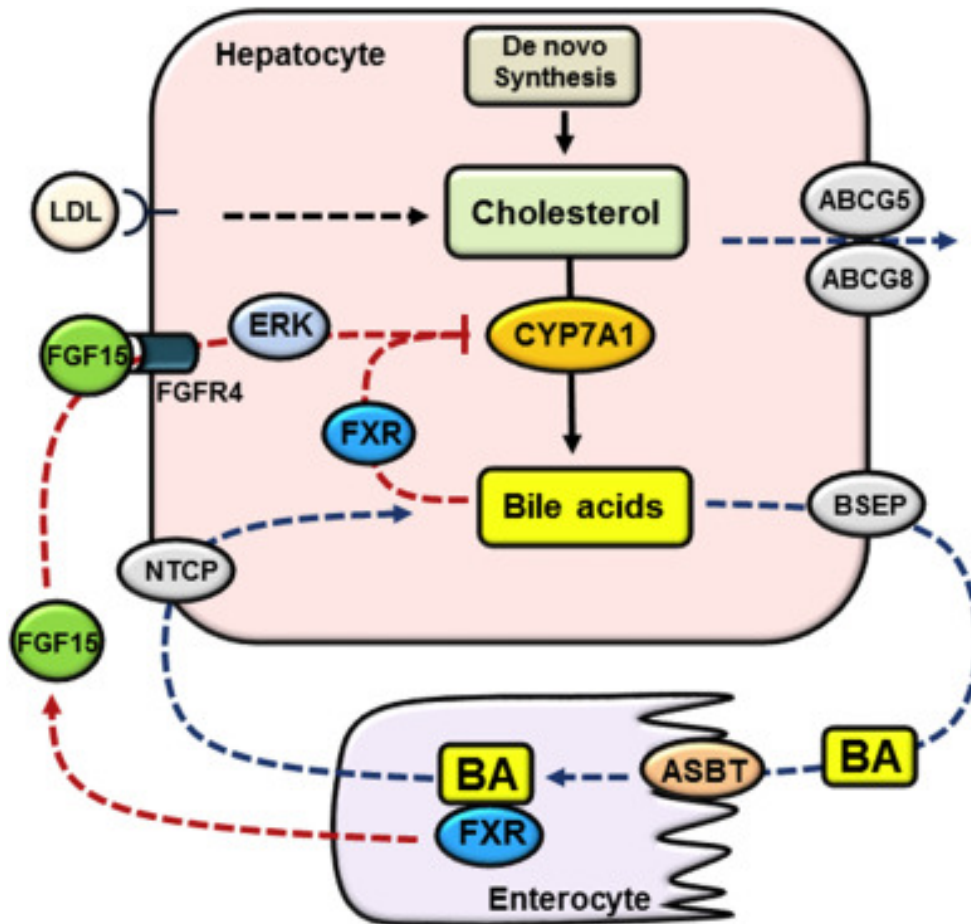 De novo
Synthesis
Hepatocyte
LDL
Cholesterol
ABCG5
ABCG8
ERK
CYP7A1
FGF15
FGFR4
FXR
Bile acids
BSEP
NTCP
FGF15
BA
ASBT
BA
FXR
Enterocyte